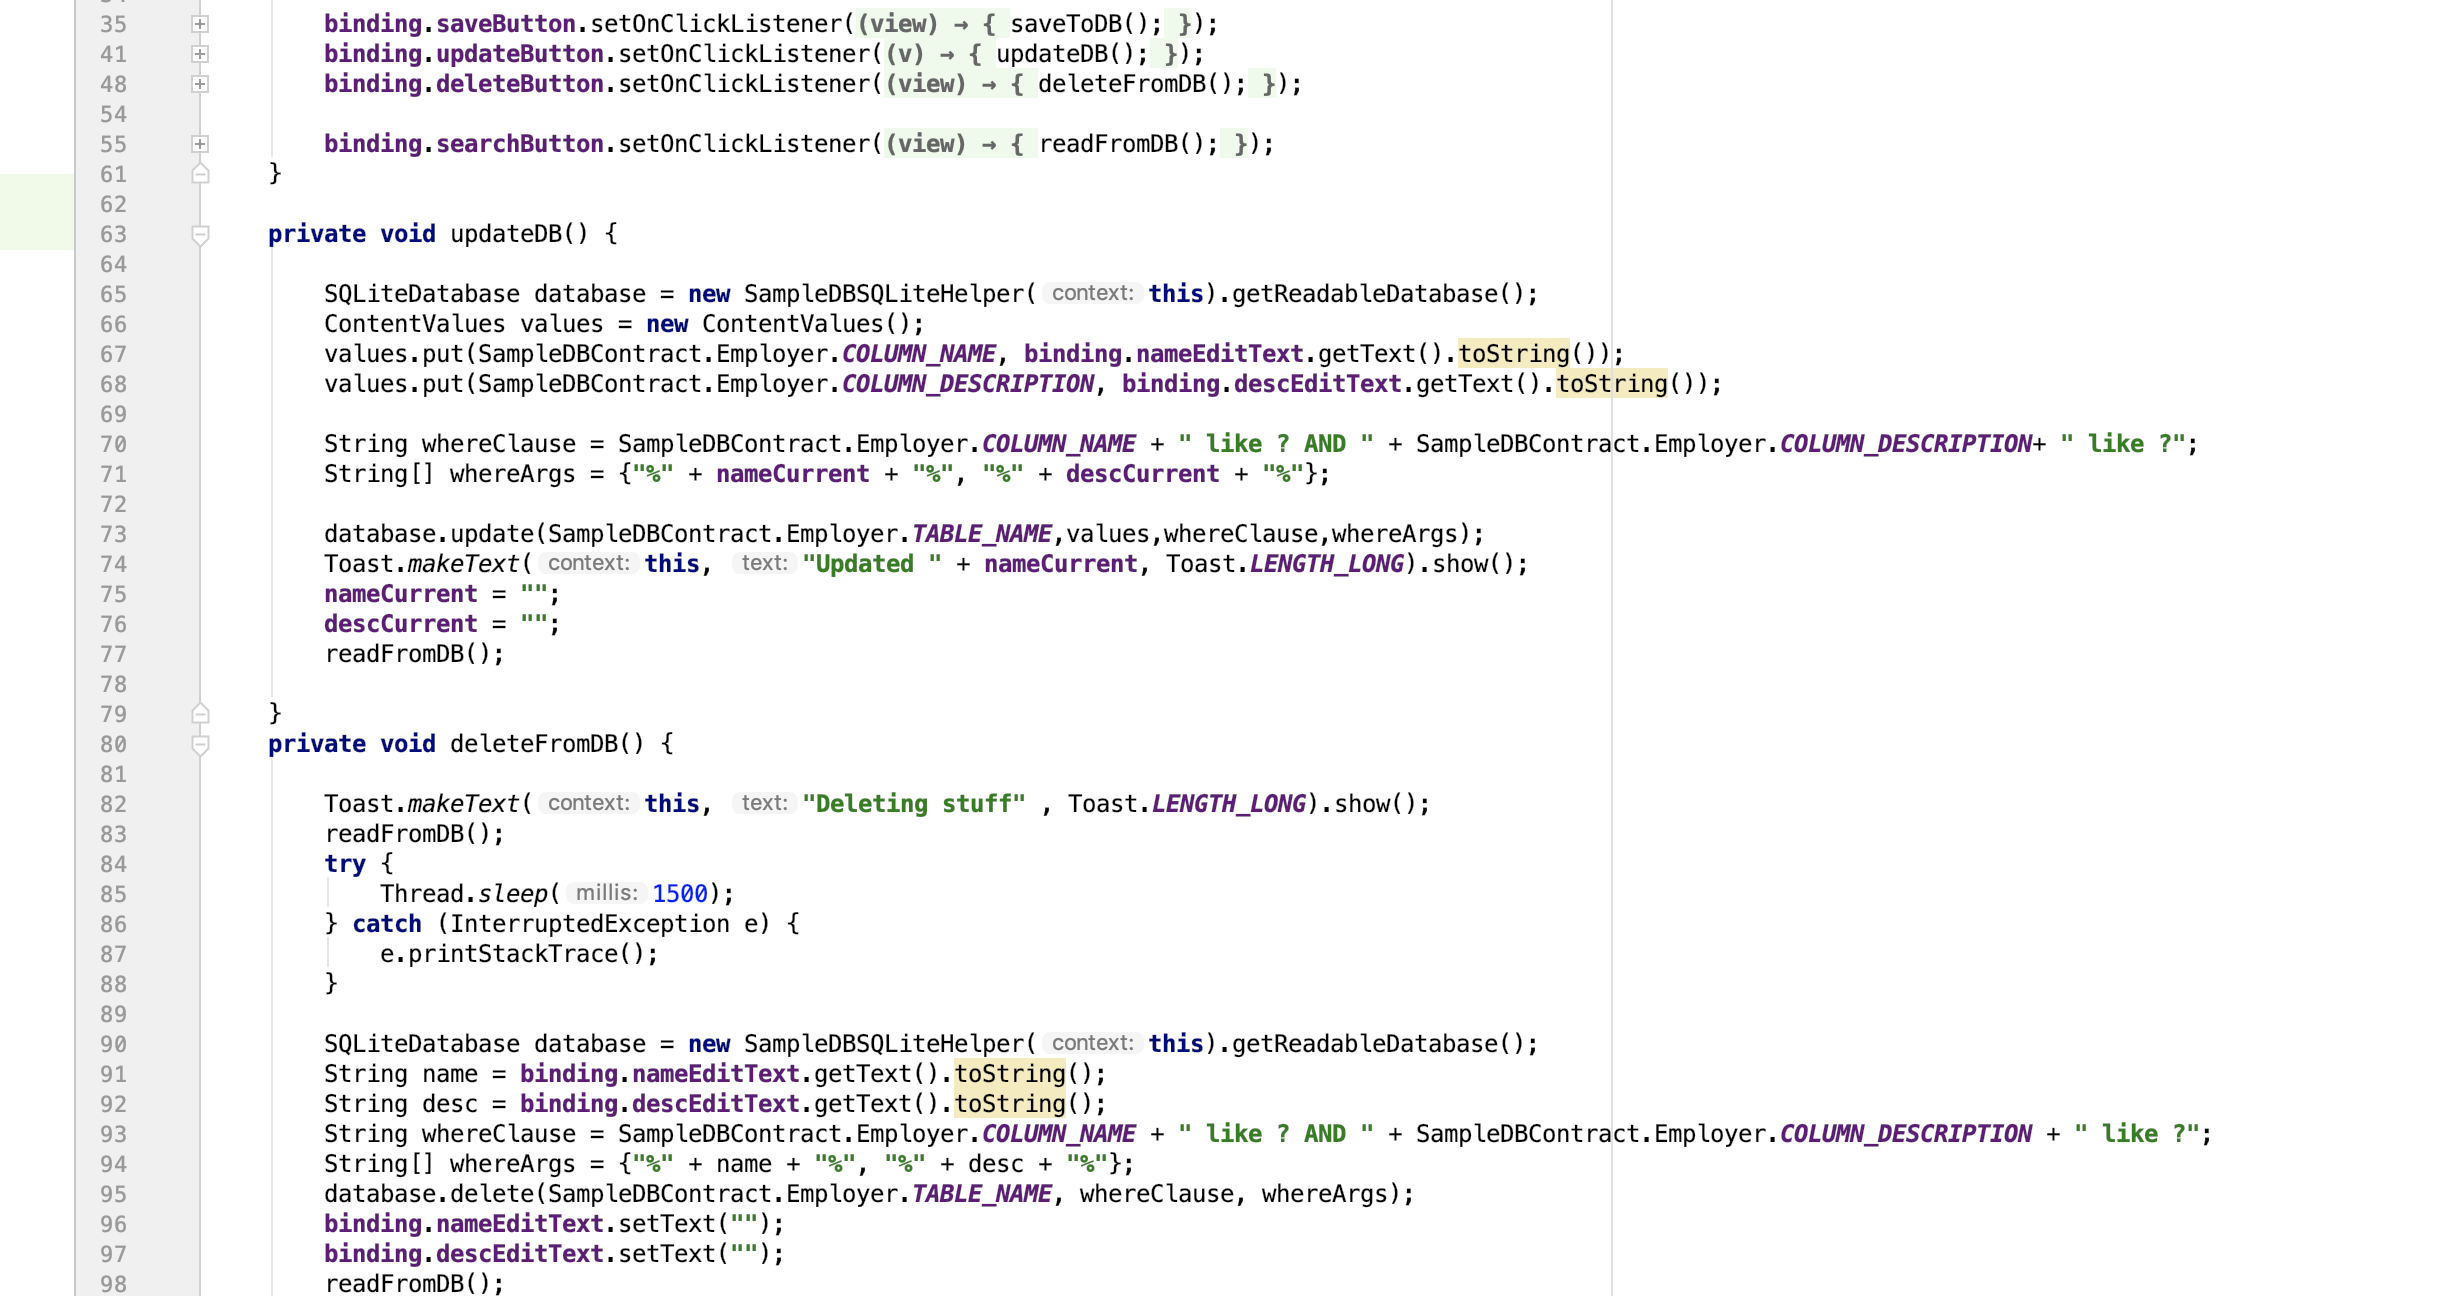 35 binding.saveButton.setOnClickListener((view) → { saveToDB(); });
41 binding.updateButton.setOnClickListener((v) → { updateDB(); });
48 binding.deleteButton.setOnClickListener((view) → { deleteFromDB(); });
54
55 binding.searchButton.setOnClickListener((view) → { readFromDB(); });
61 }
62
63 private void updateDB() {
64
65 SQLiteDatabase database = new SampleDBSQLiteHelper( context: this).getReadableDatabase();
66 ContentValues values = new ContentValues();
67 values.put(SampleDBContract.Employer.COLUMN_NAME, binding.nameEditText.getText().toString());
68 values.put(SampleDBContract.Employer.COLUMN_DESCRIPTION, binding.descEditText.getText().toString());
69
70 String whereClause = SampleDBContract.Employer.COLUMN_NAME + " like ? AND " + SampleDBContract.Employer.COLUMN_DESCRIPTION+ " like ?";
71 String[] whereArgs = {"%" + nameCurrent + "%", "%" + descCurrent + "%"};
72
73 database.update(SampleDBContract.Employer.TABLE_NAME,values,whereClause,whereArgs);
74 Toast.makeText( context: this, text: "Updated " + nameCurrent, Toast.LENGTH_LONG).show();
75 nameCurrent = "";
76 descCurrent = "";
77 readFromDB();
78
79 }
80 private void deleteFromDB() {
81
82 Toast.makeText( context: this, text: "Deleting stuff" , Toast.LENGTH_LONG).show();
83 readFromDB();
84 try {
85 Thread.sleep( millis: 1500);
86 } catch (InterruptedException e) {
87 e.printStackTrace();
88 }
89
90 SQLiteDatabase database = new SampleDBSQLiteHelper( context: this).getReadableDatabase();
91 String name = binding.nameEditText.getText().toString();
92 String desc = binding.descEditText.getText().toString();
93 String whereClause = SampleDBContract.Employer.COLUMN_NAME + " like ? AND " + SampleDBContract.Employer.COLUMN_DESCRIPTION + " like ?";
94 String[] whereArgs = {"%" + name + "%", "%" + desc + "%"};
95 database.delete(SampleDBContract.Employer.TABLE_NAME, whereClause, whereArgs);
96 binding.nameEditText.setText("");
97 binding.descEditText.setText("");
98 readFromDB();